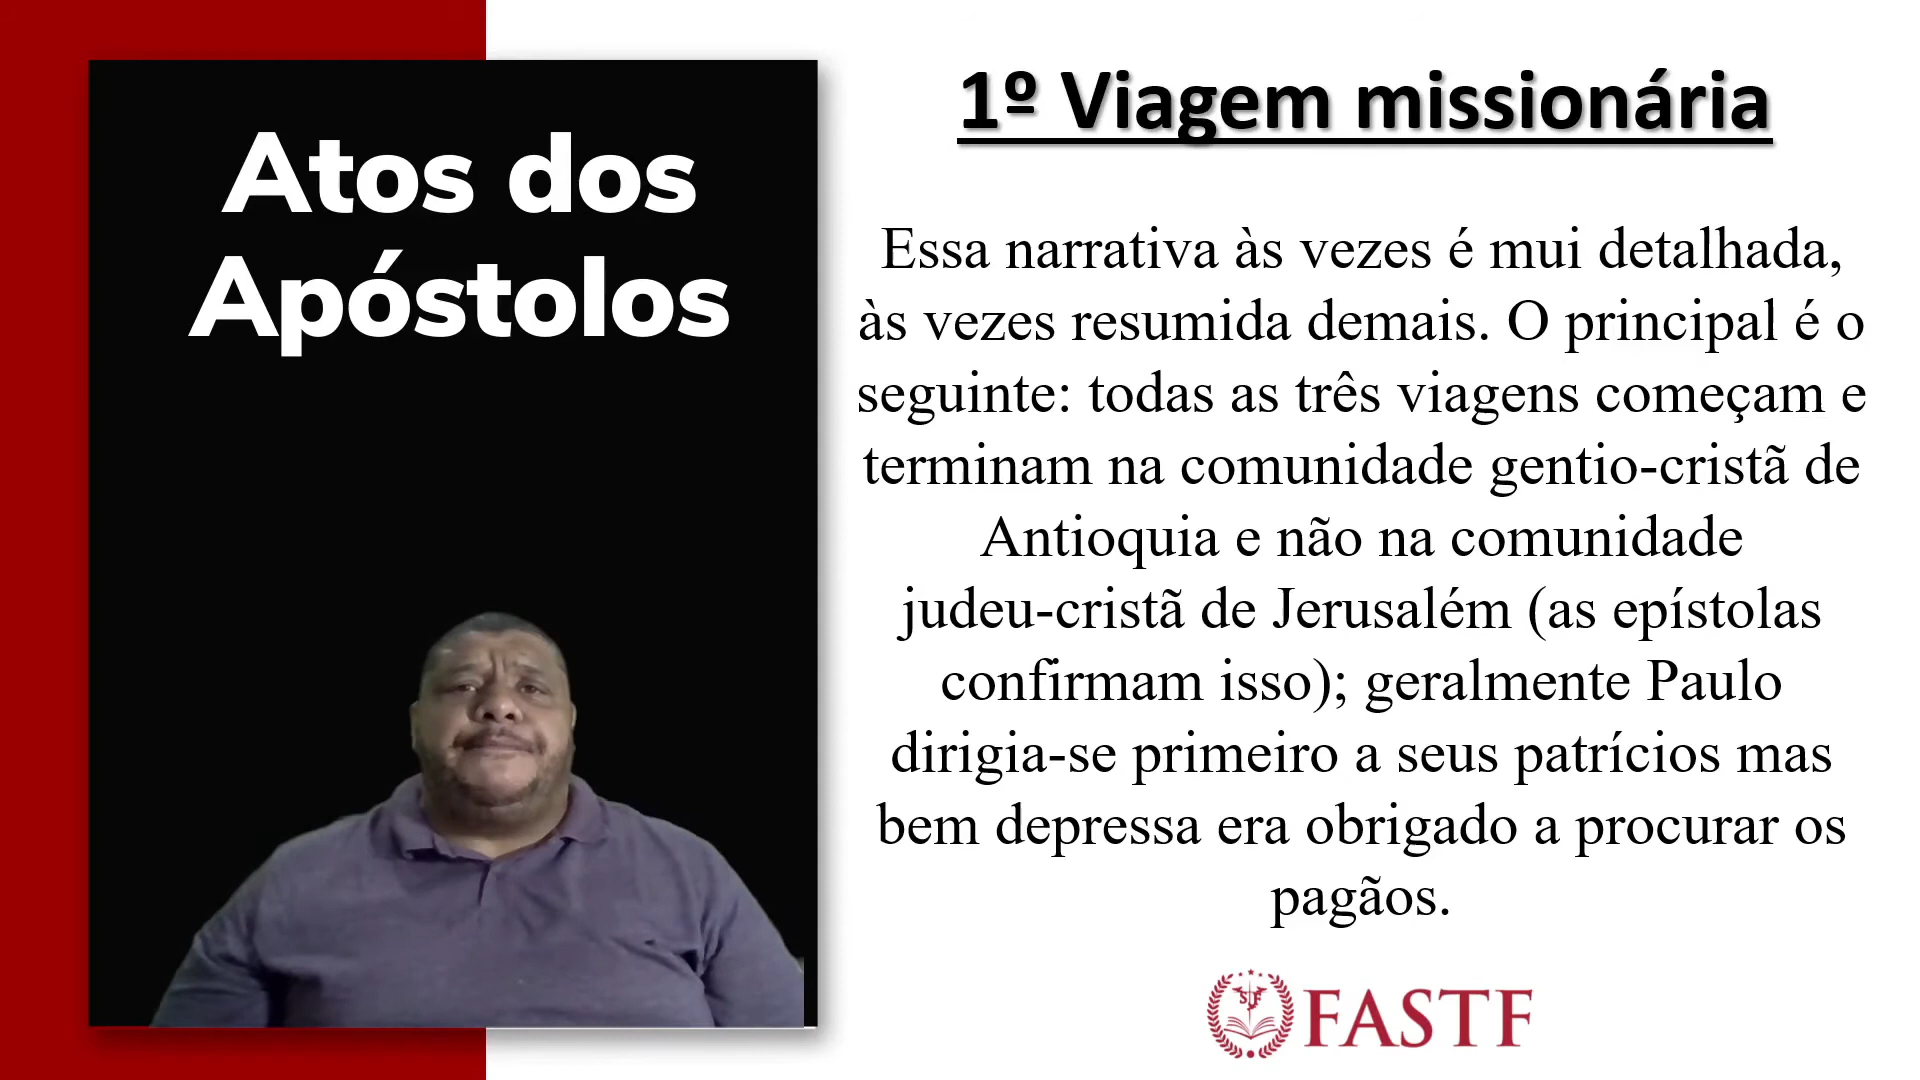 Atos dos
Apóstolos
1º Viagem missionária
Essa narrativa às vezes é mui detalhada,
às vezes resumida demais. O principal é o
seguinte: todas as três viagens começam e
terminam na comunidade gentio-cristã de
Antioquia e não na comunidade
judeu-cristã de Jerusalém (as epístolas
confirmam isso); geralmente Paulo
dirigia-se primeiro a seus patrícios mas
bem depressa era obrigado a procurar os
pagãos.
FASTF